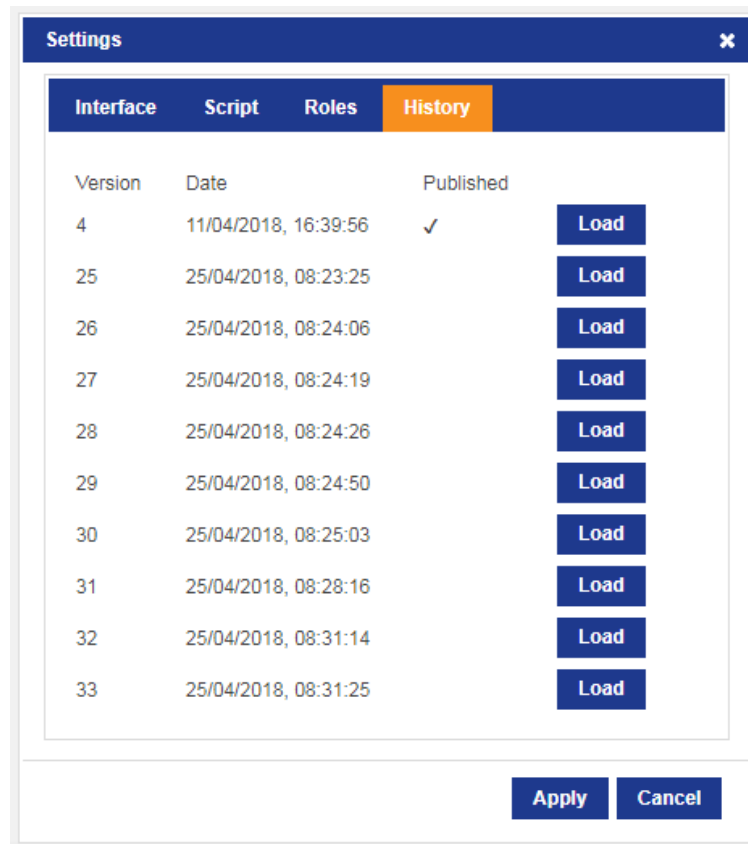 Settings ×
Interface Script Roles History
Version Date Published
4 11/04/2018, 16:39:56 ✓ Load
25 25/04/2018, 08:23:25 Load
26 25/04/2018, 08:24:06 Load
27 25/04/2018, 08:24:19 Load
28 25/04/2018, 08:24:26 Load
29 25/04/2018, 08:24:50 Load
30 25/04/2018, 08:25:03 Load
31 25/04/2018, 08:28:16 Load
32 25/04/2018, 08:31:14 Load
33 25/04/2018, 08:31:25 Load
Apply Cancel